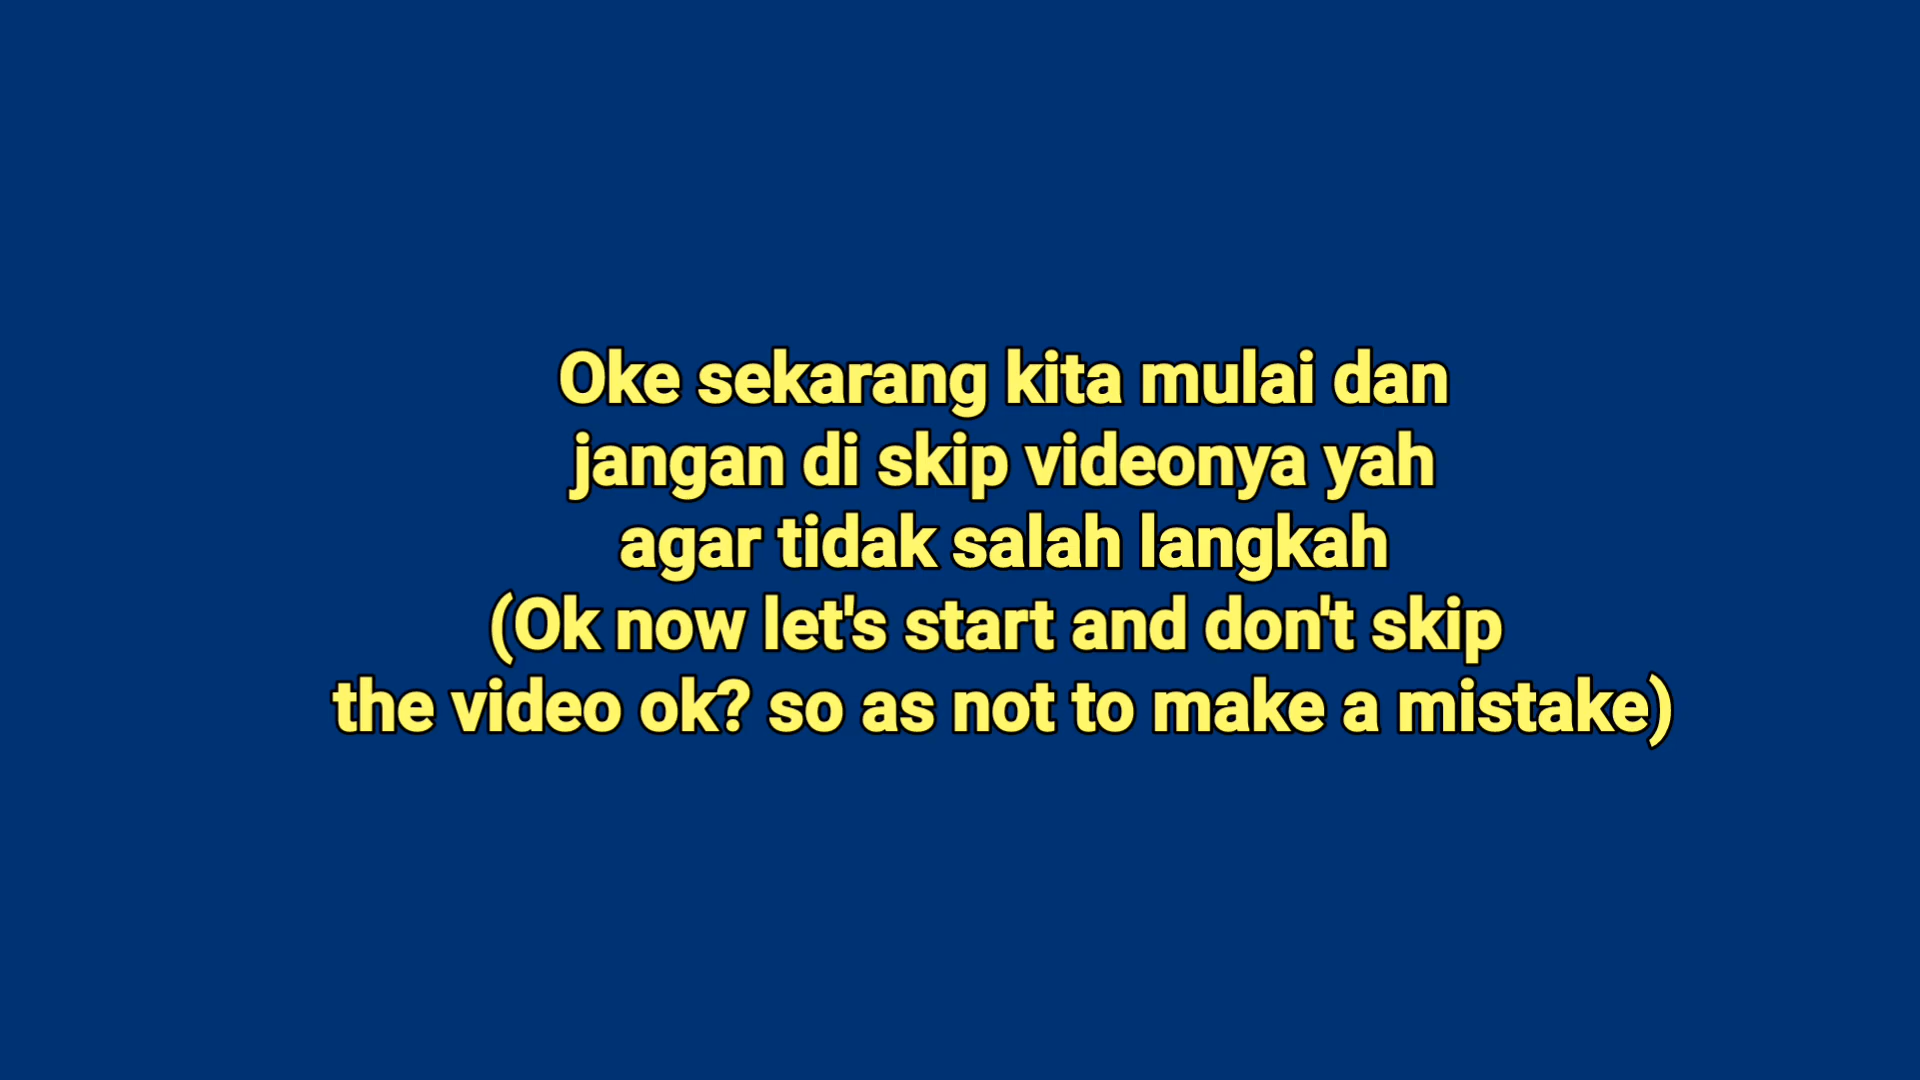 Oke sekarang kita mulai dan
jangan di skip videonya yah
agar tidak salah langkah
(Ok now let's start and don't skip
the video ok? so as not to make a mistake)